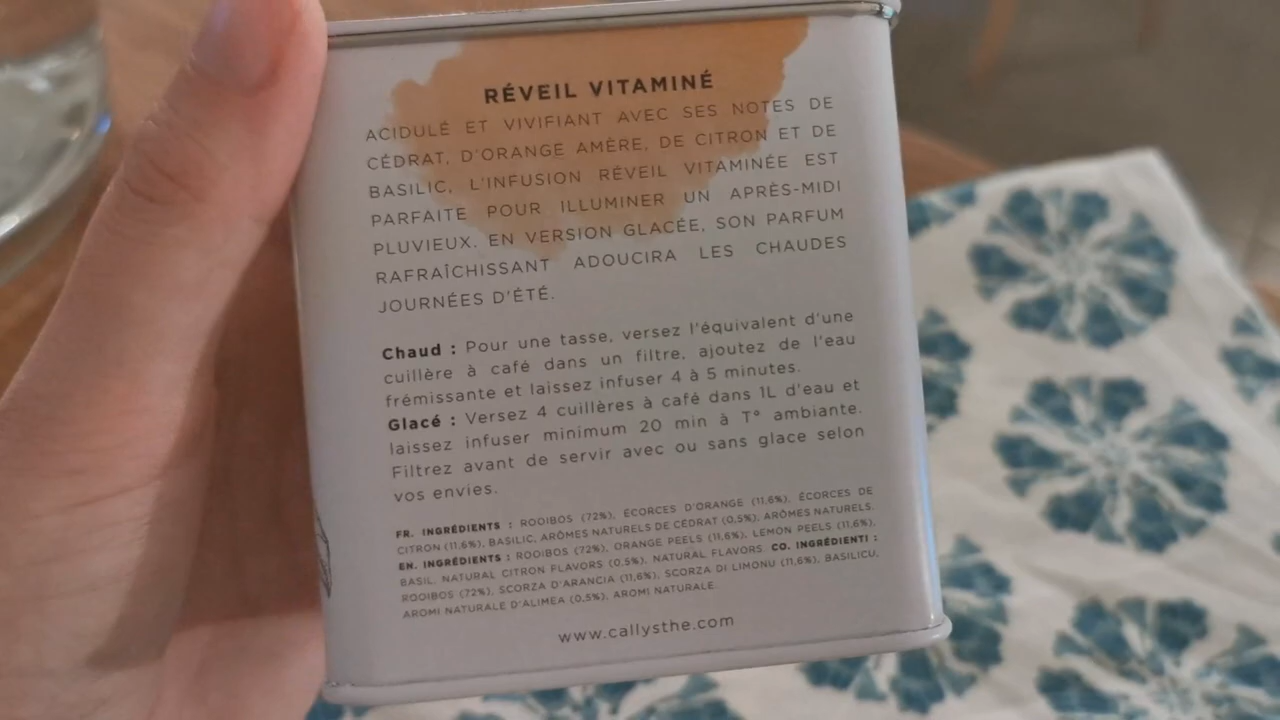 RÉVEIL VITAMINÉ
ACIDULÉ ET VIVIFIANT AVEC SES NOTES DE
CÉDRAT, D'ORANGE AMÈRE, DE CITRON ET DE
BASILIC, L'INFUSION RÉVEIL VITAMINÉE EST
PARFAITE POUR ILLUMINER UN APRÈS-MIDI
PLUVIEUX. EN VERSION GLACÉE, SON PARFUM
RAFRAÎCHISSANT ADOUCIRA LES CHAUDES
JOURNÉES D'ÉTÉ.
Chaud : Pour une tasse, versez l'équivalent d'une
cuillère à café dans un filtre, ajoutez de l'eau
frémissante et laissez infuser 4 à 5 minutes.
Glacé : Versez 4 cuillères à café dans 1L d'eau et
laissez infuser minimum 20 min à T° ambiante.
Filtrez avant de servir avec ou sans glace selon
vos envies.
FR. INGRÉDIENTS : ROOIBOS (72%), ÉCORCES D'ORANGE (11,6%), ÉCORCES DE
CITRON (11,6%), BASILIC, ARÔMES NATURELS DE CÉDRAT (0,5%), ARÔMES NATURELS.
EN. INGRÉDIENTS : ROOIBOS (72%), ORANGE PEELS (11,6%), LEMON PEELS (11,6%),
BASIL, NATURAL CITRON FLAVORS (0,5%), NATURAL FLAVORS. CO. INGRÉDIENTI :
ROOIBOS (72%), SCORZA D'ARANCIA (11,6%), SCORZA DI LIMONU (11,6%), BASILICU,
AROMI NATURALE D'ALIMEA (0,5%), AROMI NATURALE.
www.callysthe.com